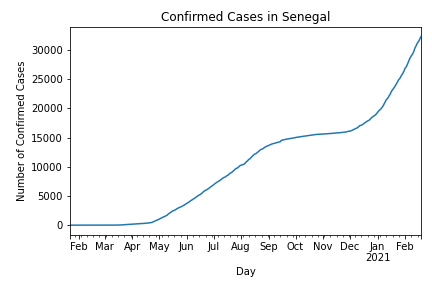 Confirmed Cases in Senegal
Number of Confirmed Cases
30000
25000
20000
15000
10000
5000
0
Feb Mar Apr May Jun Jul Aug Sep Oct Nov Dec Jan Feb
2021
Day